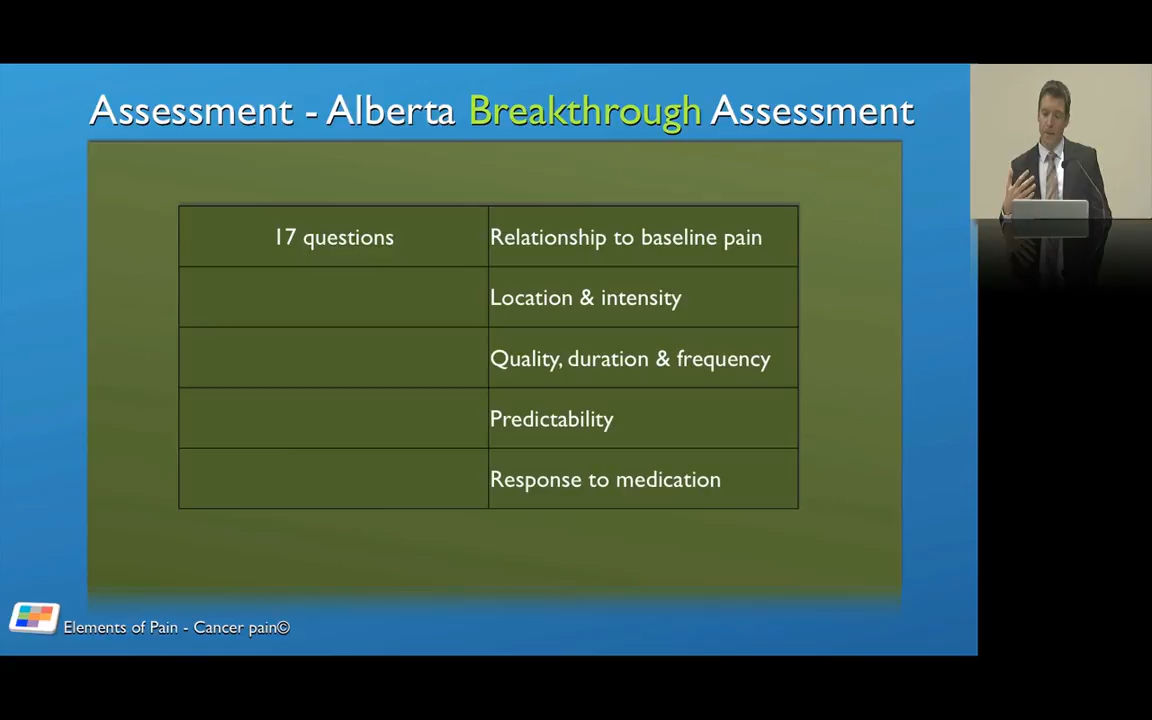 Assessment - Alberta Breakthrough Assessment
17 questions
Relationship to baseline pain
Location & intensity
Quality, duration & frequency
Predictability
Response to medication
Elements of Pain - Cancer pain©